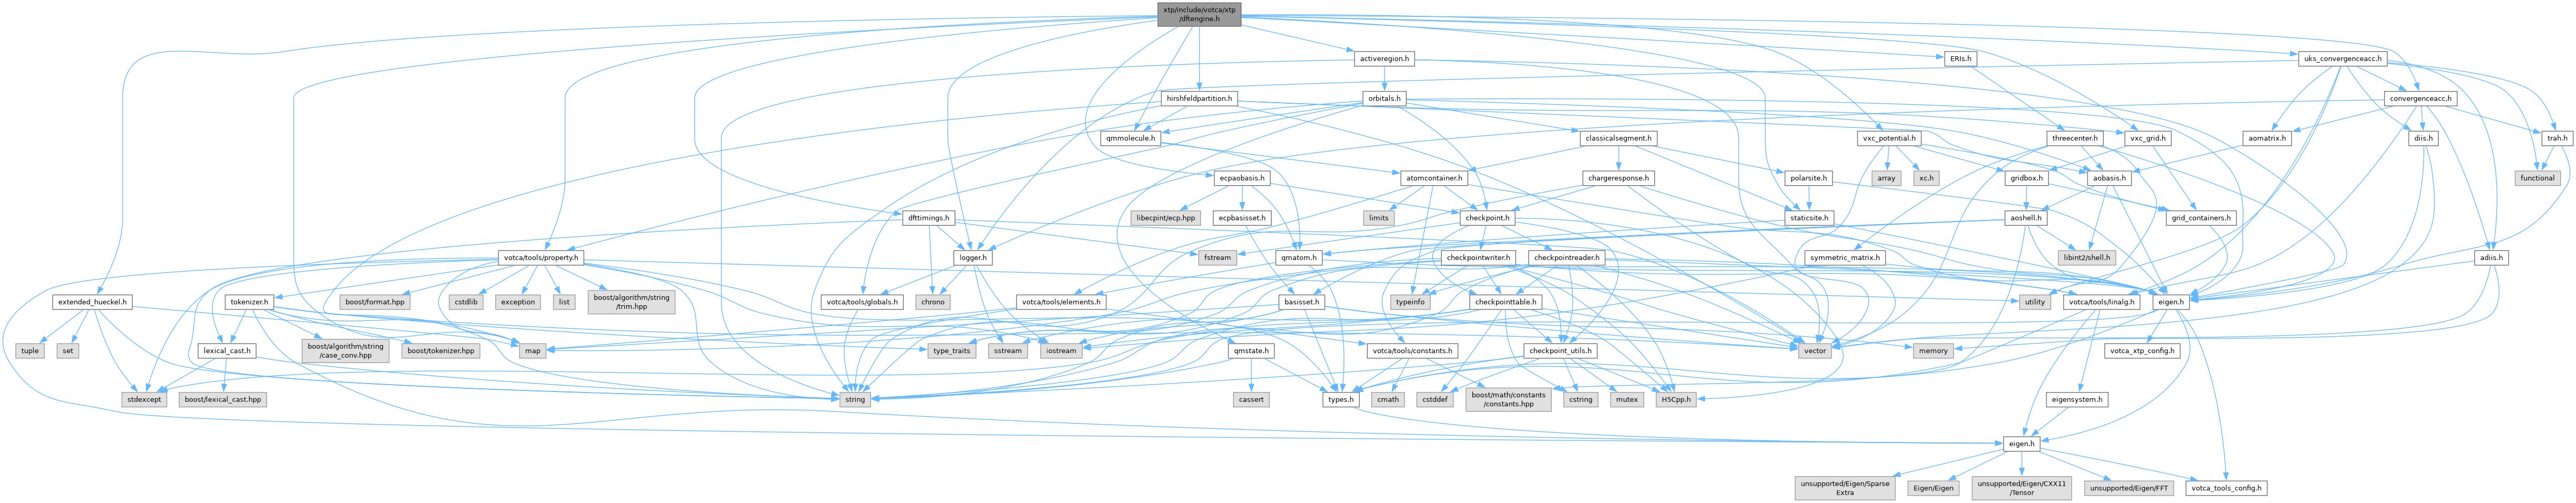 xtp/include/votca/xtp
/dftengine.h
activeregion.h
ERIs.h
uks_convergenceacc.h
hirshfeldpartition.h
orbitals.h
convergenceacc.h
qmmolecule.h
classicalsegment.h
vxc_potential.h
threecenter.h
vxc_grid.h
aomatrix.h
diis.h
trah.h
ecpaobasis.h
atomcontainer.h
chargeresponse.h
polarsite.h
array
xc.h
gridbox.h
aobasis.h
functional
dfttimings.h
libecpint/ecp.hpp
ecpbasisset.h
limits
checkpoint.h
staticsite.h
aoshell.h
grid_containers.h
votca/tools/property.h
logger.h
fstream
qmatom.h
checkpointwriter.h
checkpointreader.h
symmetric_matrix.h
libint2/shell.h
adiis.h
extended_hueckel.h
tokenizer.h
boost/format.hpp
cstdlib
exception
list
boost/algorithm/string
/trim.hpp
votca/tools/globals.h
chrono
votca/tools/elements.h
basisset.h
typeinfo
checkpointtable.h
utility
votca/tools/linalg.h
eigen.h
tuple
set
lexical_cast.h
boost/algorithm/string
/case_conv.hpp
boost/tokenizer.hpp
map
type_traits
sstream
iostream
qmstate.h
votca/tools/constants.h
checkpoint_utils.h
vector
memory
votca_xtp_config.h
stdexcept
boost/lexical_cast.hpp
string
cassert
types.h
cmath
cstddef
boost/math/constants
/constants.hpp
cstring
mutex
H5Cpp.h
eigensystem.h
eigen.h
unsupported/Eigen/Sparse
Extra
Eigen/Eigen
unsupported/Eigen/CXX11
/Tensor
unsupported/Eigen/FFT
votca_tools_config.h